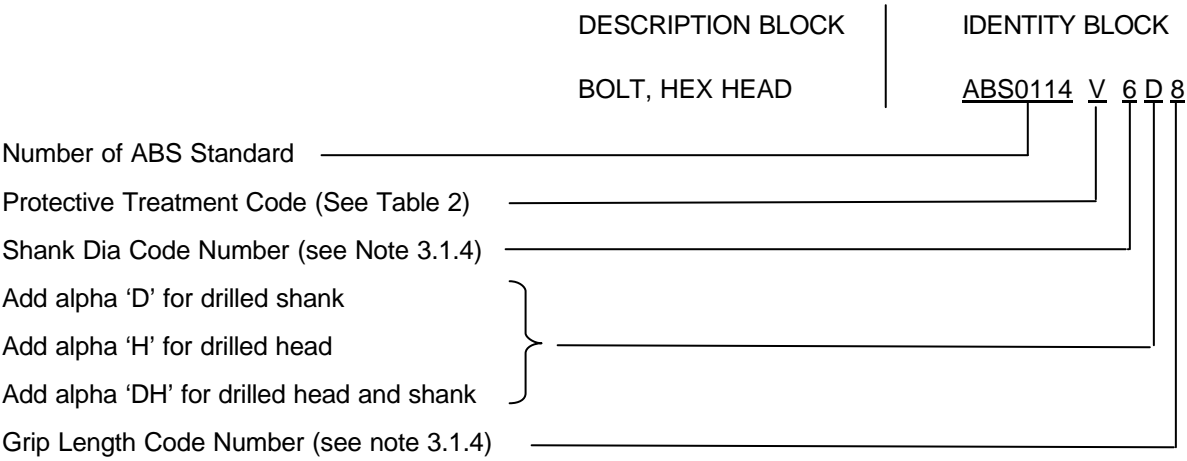 DESCRIPTION BLOCK IDENTITY BLOCK
BOLT, HEX HEAD ABS0114 V 6 D 8
Number of ABS Standard
Protective Treatment Code (See Table 2)
Shank Dia Code Number (see Note 3.1.4)
Add alpha ‘D’ for drilled shank
Add alpha ‘H’ for drilled head
Add alpha ‘DH’ for drilled head and shank
Grip Length Code Number (see note 3.1.4)